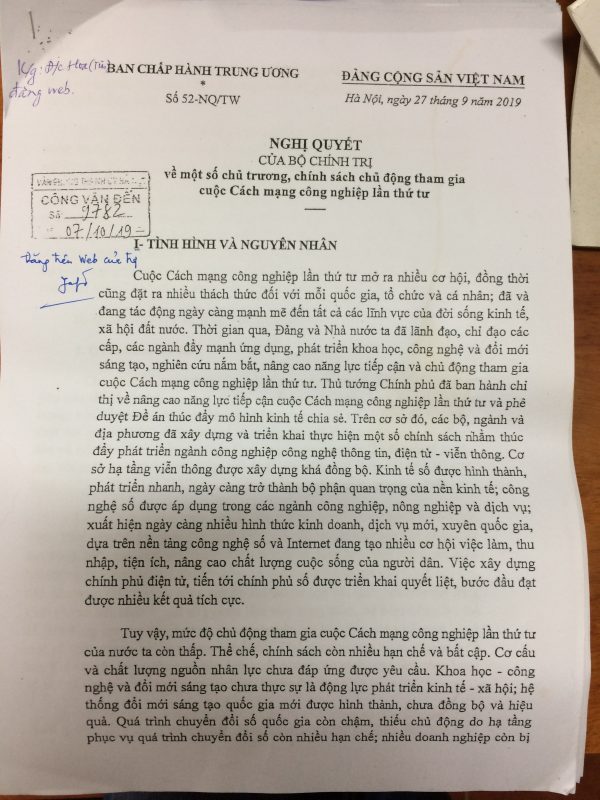 Kg: Đ/c Hoa (Tin)
đăng web.
BAN CHẤP HÀNH TRUNG ƯƠNG
*
Số 52-NQ/TW
ĐẢNG CỘNG SẢN VIỆT NAM
Hà Nội, ngày 27 tháng 9 năm 2019
NGHỊ QUYẾT
CỦA BỘ CHÍNH TRỊ
về một số chủ trương, chính sách chủ động tham gia
cuộc Cách mạng công nghiệp lần thứ tư
CÔNG VĂN ĐẾN
Số 9782
07/10/19
Đăng trên Web của
I- TÌNH HÌNH VÀ NGUYÊN NHÂN
Cuộc Cách mạng công nghiệp lần thứ tư mở ra nhiều cơ hội, đồng thời
cũng đặt ra nhiều thách thức đối với mỗi quốc gia, tổ chức và cá nhân; đã và
đang tác động ngày càng mạnh mẽ đến tất cả các lĩnh vực của đời sống kinh tế,
xã hội đất nước. Thời gian qua, Đảng và Nhà nước ta đã lãnh đạo, chỉ đạo các
cấp, các ngành đẩy mạnh ứng dụng, phát triển khoa học, công nghệ và đổi mới
sáng tạo, nghiên cứu nắm bắt, nâng cao năng lực tiếp cận và chủ động tham gia
cuộc Cách mạng công nghiệp lần thứ tư. Thủ tướng Chính phủ đã ban hành chỉ
thị về nâng cao năng lực tiếp cận cuộc Cách mạng công nghiệp lần thứ tư và phê
duyệt Đề án thúc đẩy mô hình kinh tế chia sẻ. Trên cơ sở đó, các bộ, ngành và
địa phương đã xây dựng và triển khai thực hiện một số chính sách nhằm thúc
đẩy phát triển ngành công nghiệp công nghệ thông tin, điện tử - viễn thông. Cơ
sở hạ tầng viễn thông được xây dựng khá đồng bộ. Kinh tế số được hình thành,
phát triển nhanh, ngày càng trở thành bộ phận quan trọng của nền kinh tế; công
nghệ số được áp dụng trong các ngành công nghiệp, nông nghiệp và dịch vụ;
xuất hiện ngày càng nhiều hình thức kinh doanh, dịch vụ mới, xuyên quốc gia,
dựa trên nền tảng công nghệ số và Internet đang tạo nhiều cơ hội việc làm, thu
nhập, tiện ích, nâng cao chất lượng cuộc sống của người dân. Việc xây dựng
chính phủ điện tử, tiến tới chính phủ số được triển khai quyết liệt, bước đầu đạt
được nhiều kết quả tích cực.
Tuy vậy, mức độ chủ động tham gia cuộc Cách mạng công nghiệp lần thứ tư
của nước ta còn thấp. Thể chế, chính sách còn nhiều hạn chế và bất cập. Cơ cấu
và chất lượng nguồn nhân lực chưa đáp ứng được yêu cầu. Khoa học - công
nghệ và đổi mới sáng tạo chưa thực sự là động lực phát triển kinh tế - xã hội; hệ
thống đổi mới sáng tạo quốc gia mới được hình thành, chưa đồng bộ và hiệu
quả. Quá trình chuyển đổi số quốc gia còn chậm, thiếu chủ động do hạ tầng
phục vụ quá trình chuyển đổi số còn nhiều hạn chế; nhiều doanh nghiệp còn bị